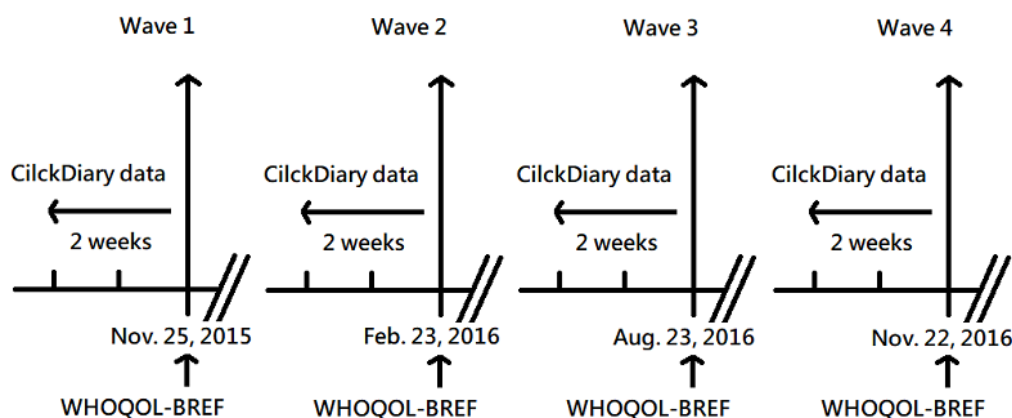 Wave 1 Wave 2 Wave 3 Wave 4
CilckDiary data CilckDiary data CilckDiary data CilckDiary data
2 weeks 2 weeks 2 weeks 2 weeks
Nov. 25, 2015 Feb. 23, 2016 Aug. 23, 2016 Nov. 22, 2016
WHOQOL-BREF WHOQOL-BREF WHOQOL-BREF WHOQOL-BREF